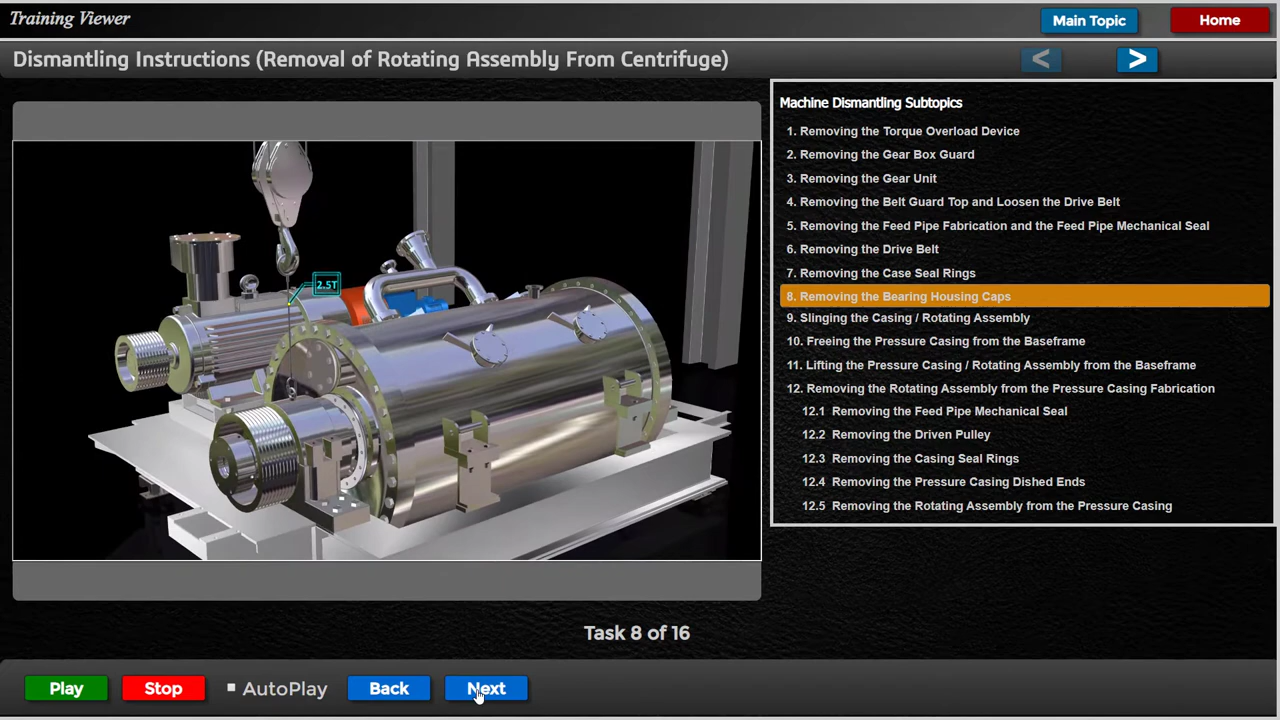 Training Viewer
Main Topic
Home
Dismantling Instructions (Removal of Rotating Assembly From Centrifuge)
<
>
2.5T
Machine Dismantling Subtopics
1. Removing the Torque Overload Device
2. Removing the Gear Box Guard
3. Removing the Gear Unit
4. Removing the Belt Guard Top and Loosen the Drive Belt
5. Removing the Feed Pipe Fabrication and the Feed Pipe Mechanical Seal
6. Removing the Drive Belt
7. Removing the Case Seal Rings
8. Removing the Bearing Housing Caps
9. Slinging the Casing / Rotating Assembly
10. Freeing the Pressure Casing from the Baseframe
11. Lifting the Pressure Casing / Rotating Assembly from the Baseframe
12. Removing the Rotating Assembly from the Pressure Casing Fabrication
12.1 Removing the Feed Pipe Mechanical Seal
12.2 Removing the Driven Pulley
12.3 Removing the Casing Seal Rings
12.4 Removing the Pressure Casing Dished Ends
12.5 Removing the Rotating Assembly from the Pressure Casing
Task 8 of 16
Play
Stop
AutoPlay
Back
Next